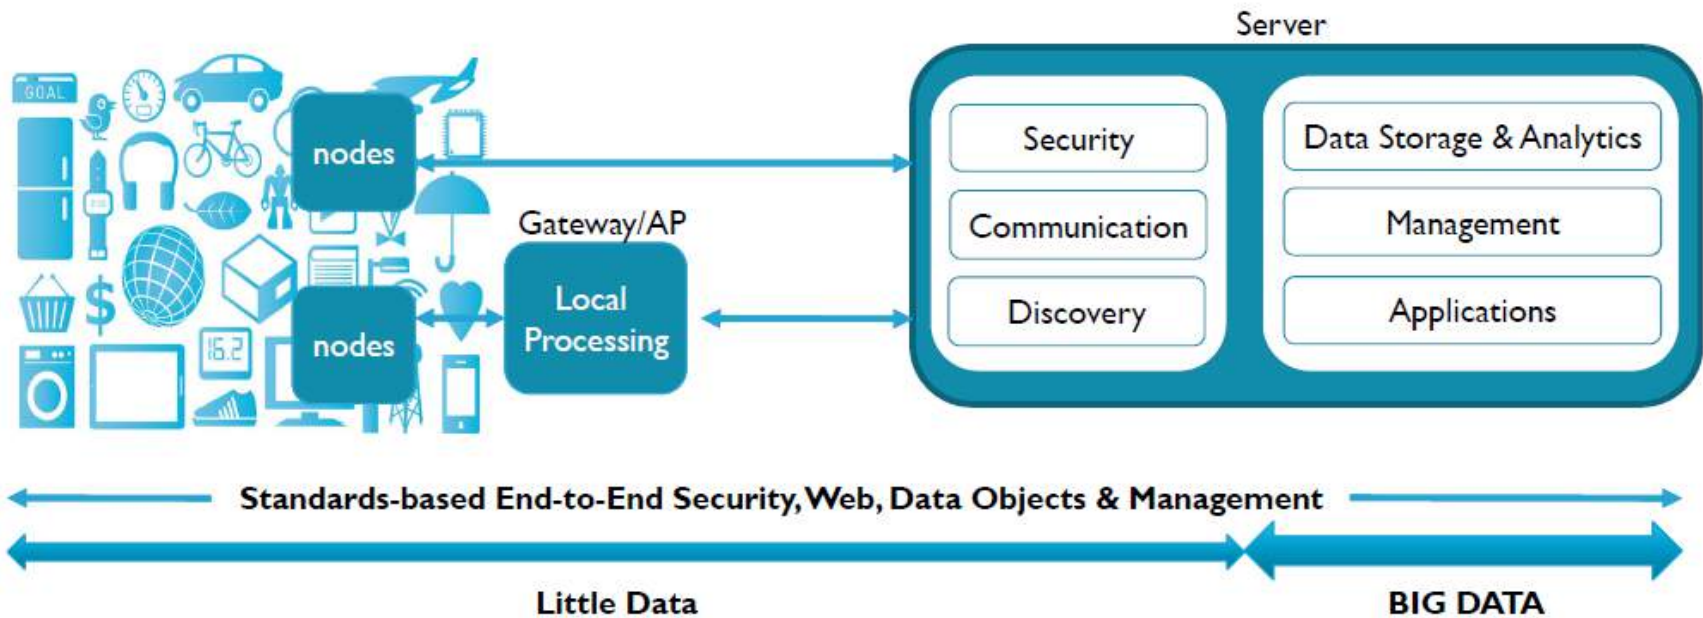 Server
GOAL
nodes
Security
Data Storage & Analytics
Gateway/AP
Communication
Management
Local
Processing
Discovery
Applications
nodes
16.2
Standards-based End-to-End Security, Web, Data Objects & Management
Little Data
BIG DATA